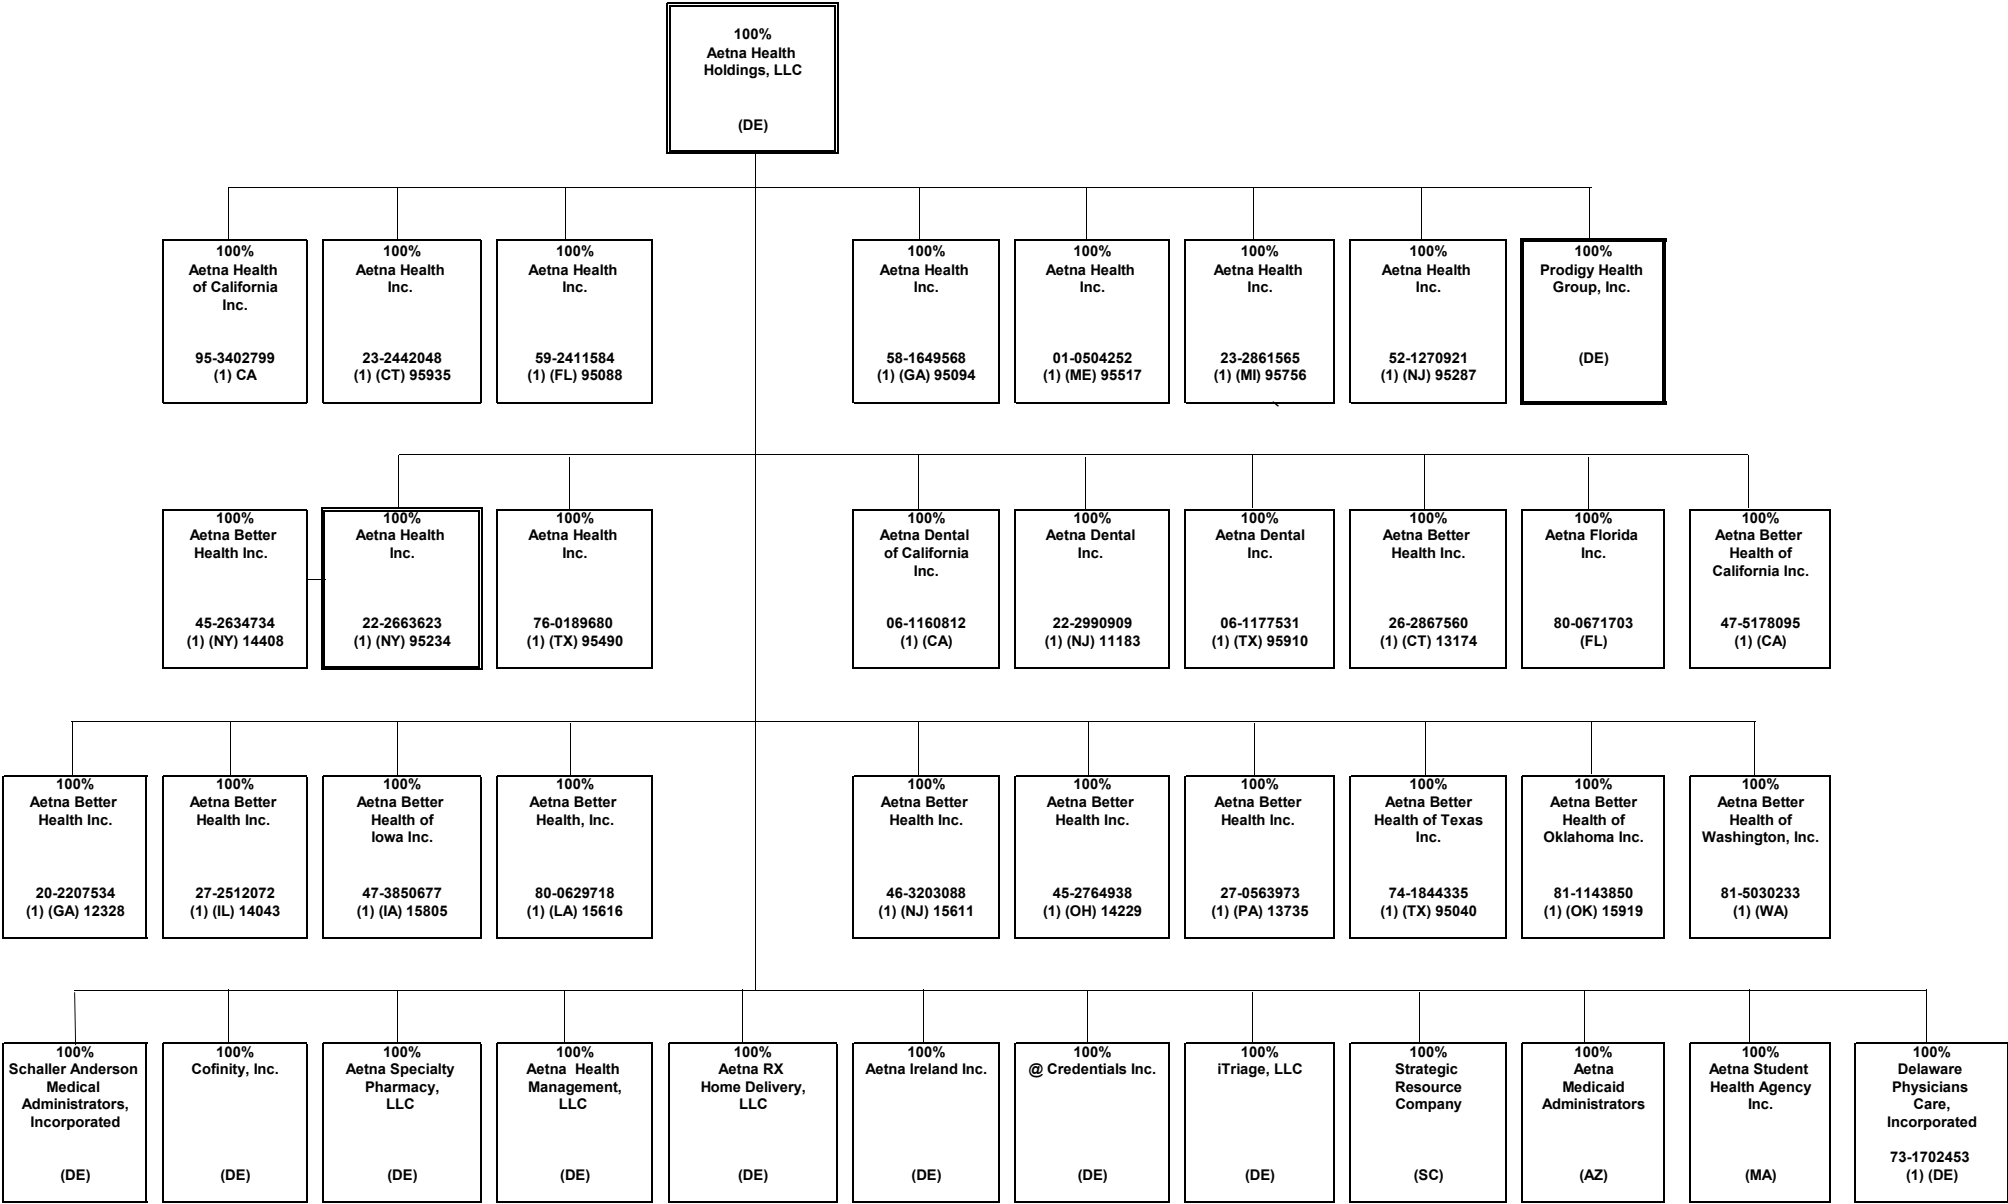 100%
Aetna Health
Holdings, LLC
(DE)
100%
Aetna Health
of California
Inc.
95-3402799
(1) CA
100%
Aetna Health
Inc.
23-2442048
(1) (CT) 95935
100%
Aetna Health
Inc.
59-2411584
(1) (FL) 95088
100%
Aetna Health
Inc.
58-1649568
(1) (GA) 95094
100%
Aetna Health
Inc.
01-0504252
(1) (ME) 95517
100%
Aetna Health
Inc.
23-2861565
(1) (MI) 95756
100%
Aetna Health
Inc.
52-1270921
(1) (NJ) 95287
100%
Prodigy Health
Group, Inc.
(DE)
100%
Aetna Better
Health Inc.
45-2634734
(1) (NY) 14408
100%
Aetna Health
Inc.
22-2663623
(1) (NY) 95234
100%
Aetna Health
Inc.
76-0189680
(1) (TX) 95490
100%
Aetna Dental
of California
Inc.
06-1160812
(1) (CA)
100%
Aetna Dental
Inc.
22-2990909
(1) (NJ) 11183
100%
Aetna Dental
Inc.
06-1177531
(1) (TX) 95910
100%
Aetna Better
Health Inc.
26-2867560
(1) (CT) 13174
100%
Aetna Florida
Inc.
80-0671703
(FL)
100%
Aetna Better
Health of
California Inc.
47-5178095
(1) (CA)
100%
Aetna Better
Health Inc.
20-2207534
(1) (GA) 12328
100%
Aetna Better
Health Inc.
27-2512072
(1) (IL) 14043
100%
Aetna Better
Health of
Iowa Inc.
47-3850677
(1) (IA) 15805
100%
Aetna Better
Health, Inc.
80-0629718
(1) (LA) 15616
100%
Aetna Better
Health Inc.
46-3203088
(1) (NJ) 15611
100%
Aetna Better
Health Inc.
45-2764938
(1) (OH) 14229
100%
Aetna Better
Health Inc.
27-0563973
(1) (PA) 13735
100%
Aetna Better
Health of Texas
Inc.
74-1844335
(1) (TX) 95040
100%
Aetna Better
Health of
Oklahoma Inc.
81-1143850
(1) (OK) 15919
100%
Aetna Better
Health of
Washington, Inc.
81-5030233
(1) (WA)
100%
Schaller Anderson
Medical
Administrators,
Incorporated
(DE)
100%
Cofinity, Inc.
(DE)
100%
Aetna Specialty
Pharmacy,
LLC
(DE)
100%
Aetna Health
Management,
LLC
(DE)
100%
Aetna RX
Home Delivery,
LLC
(DE)
100%
Aetna Ireland Inc.
(DE)
100%
@ Credentials Inc.
(DE)
100%
iTriage, LLC
(DE)
100%
Strategic
Resource
Company
(SC)
100%
Aetna
Medicaid
Administrators
(AZ)
100%
Aetna Student
Health Agency
Inc.
(MA)
100%
Delaware
Physicians
Care,
Incorporated
73-1702453
(1) (DE)